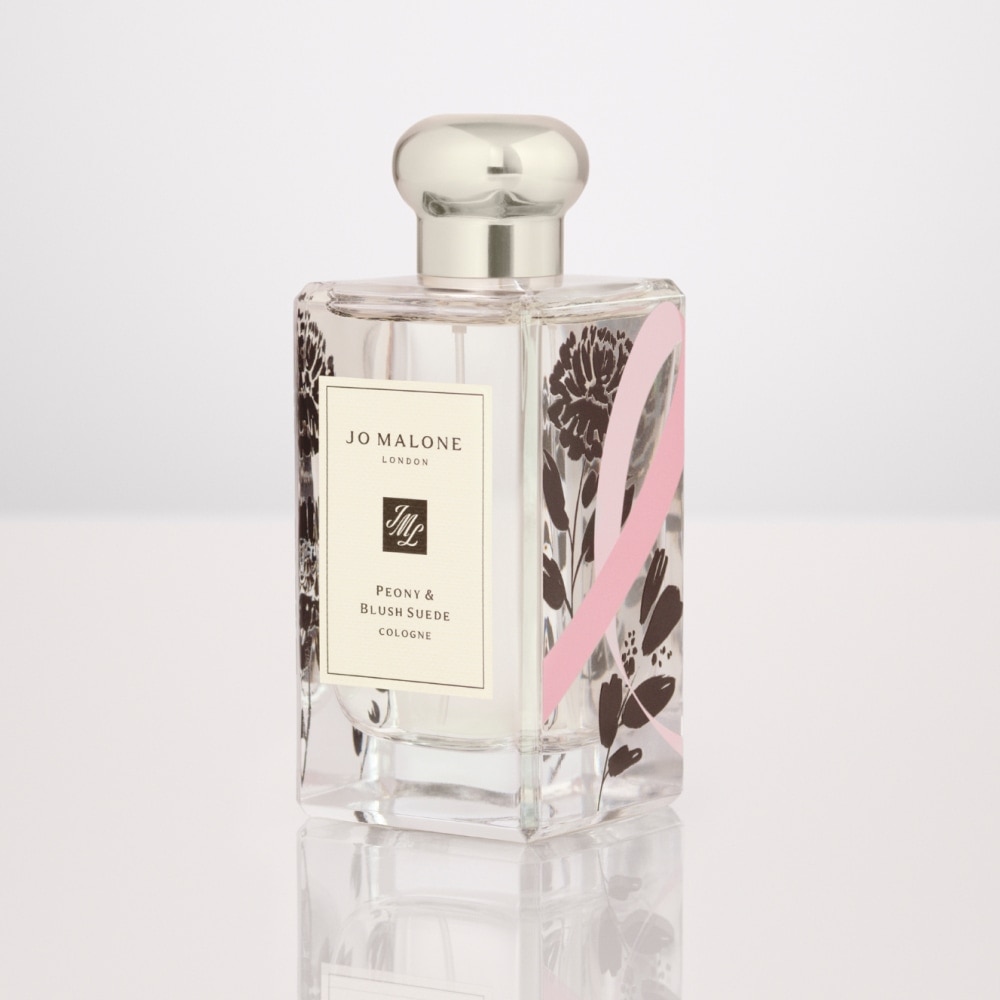 JO MALONE
LONDON
JML
PEONY &
BLUSH SUEDE
COLOGNE